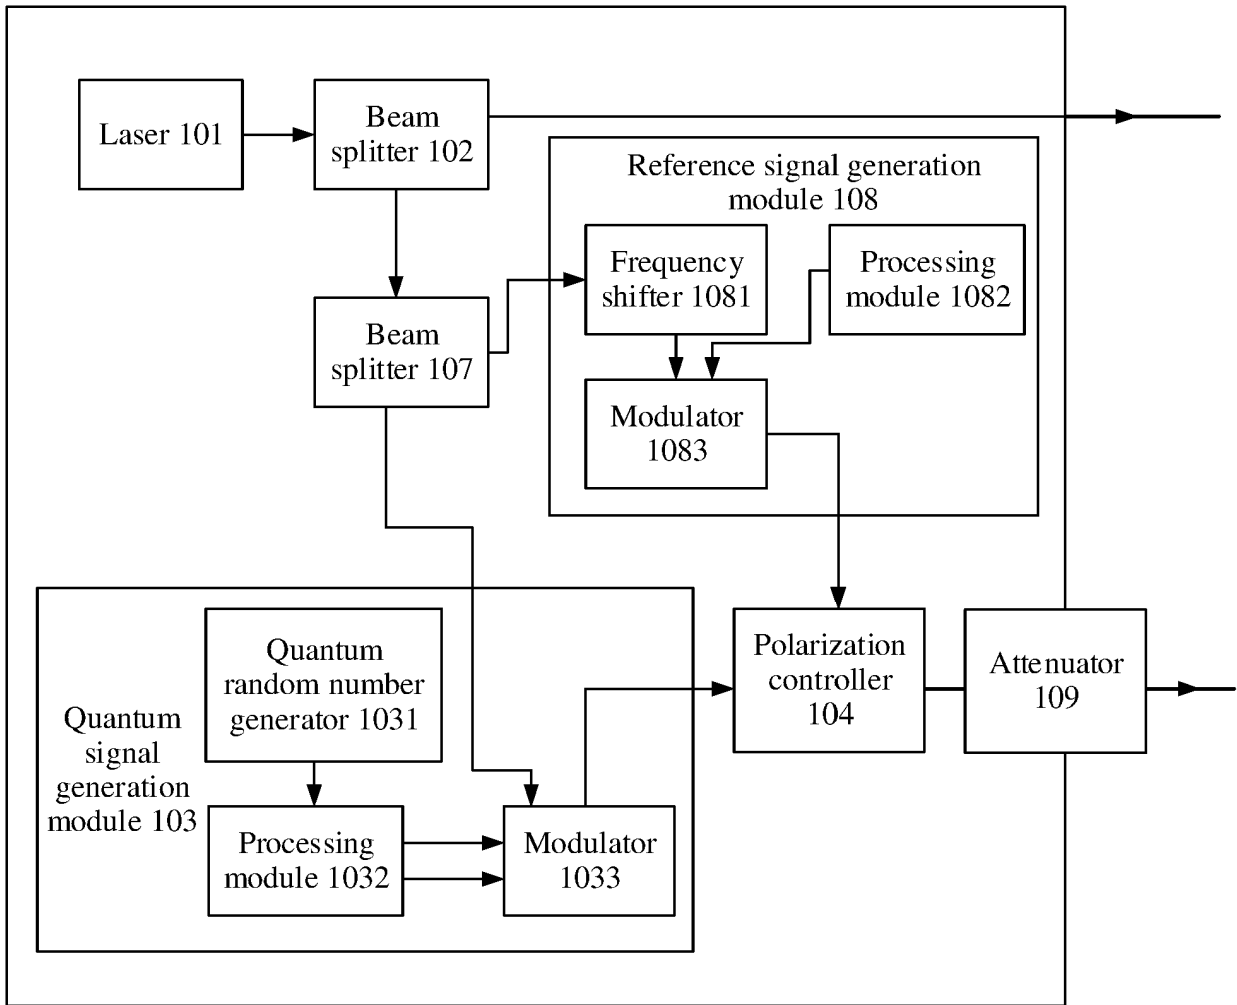 Laser 101
Beam
splitter 102
Reference signal generation
module 108
Frequency
shifter 1081
Processing
module 1082
Beam
splitter 107
Modulator
1083
Quantum
random number
generator 1031
Polarization
controller
104
Attenuator
109
Quantum
signal
generation
module 103
Processing
module 1032
Modulator
1033